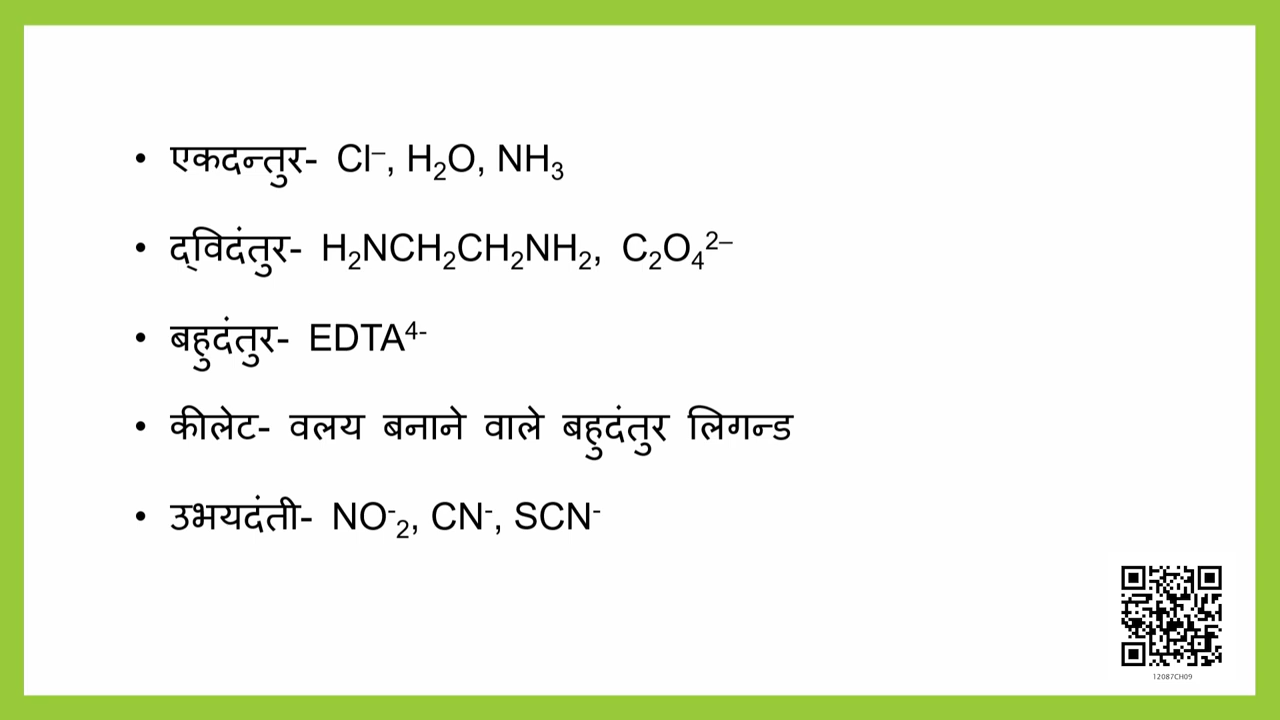 • एकदन्तुर- Cl⁻, H₂O, NH₃
• द्विदंतुर- H₂NCH₂CH₂NH₂, C₂O₄²⁻
• बहुदंतुर- EDTA⁴⁻
• कीलेट- वलय बनाने वाले बहुदंतुर लिगन्ड
• उभयदंती- NO⁻₂, CN⁻, SCN⁻
12087CH09